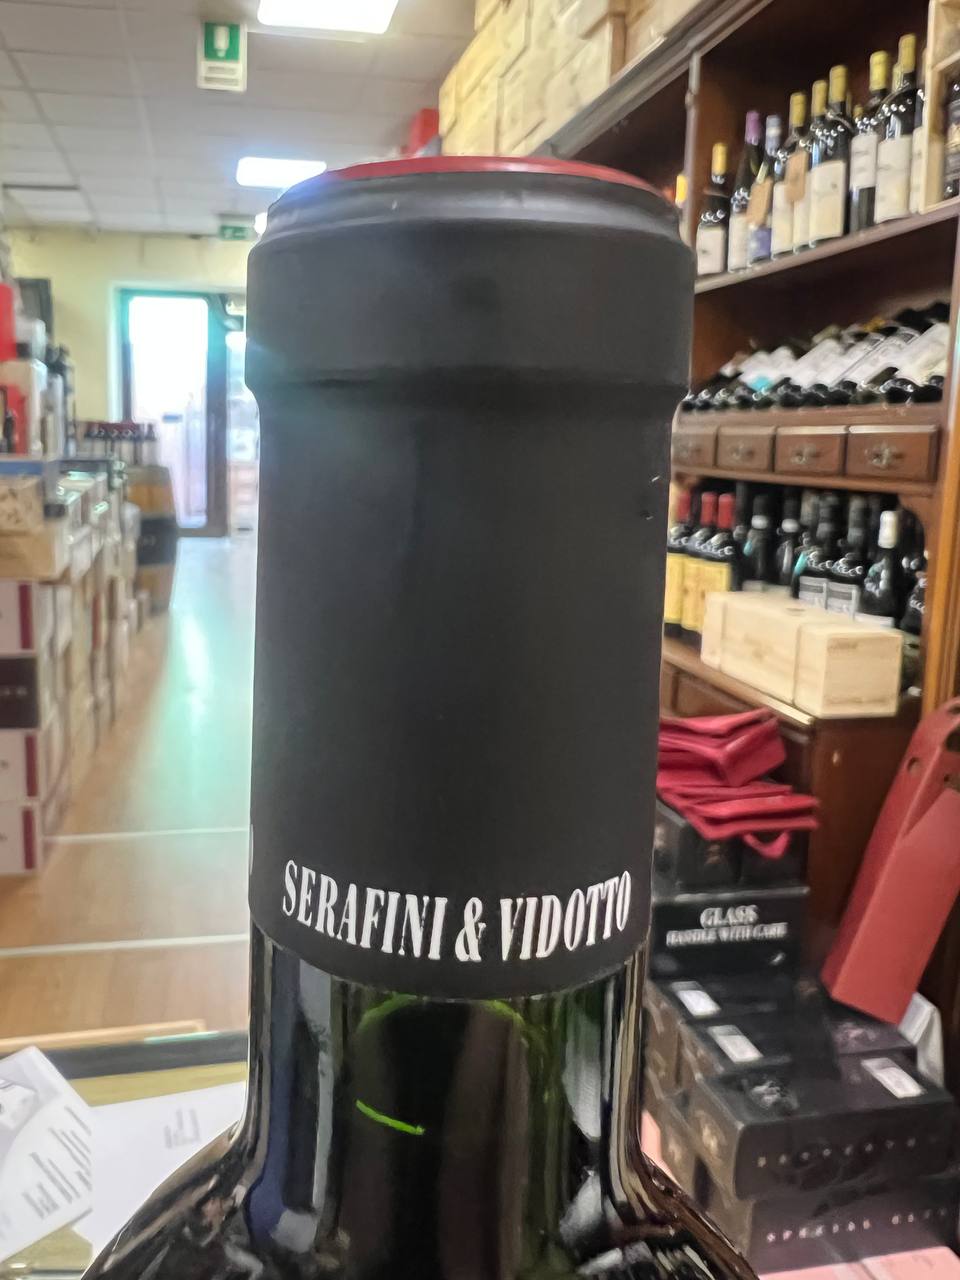 SERAFINI & VIDOTTO
GLASS
HANDLE WITH CARE